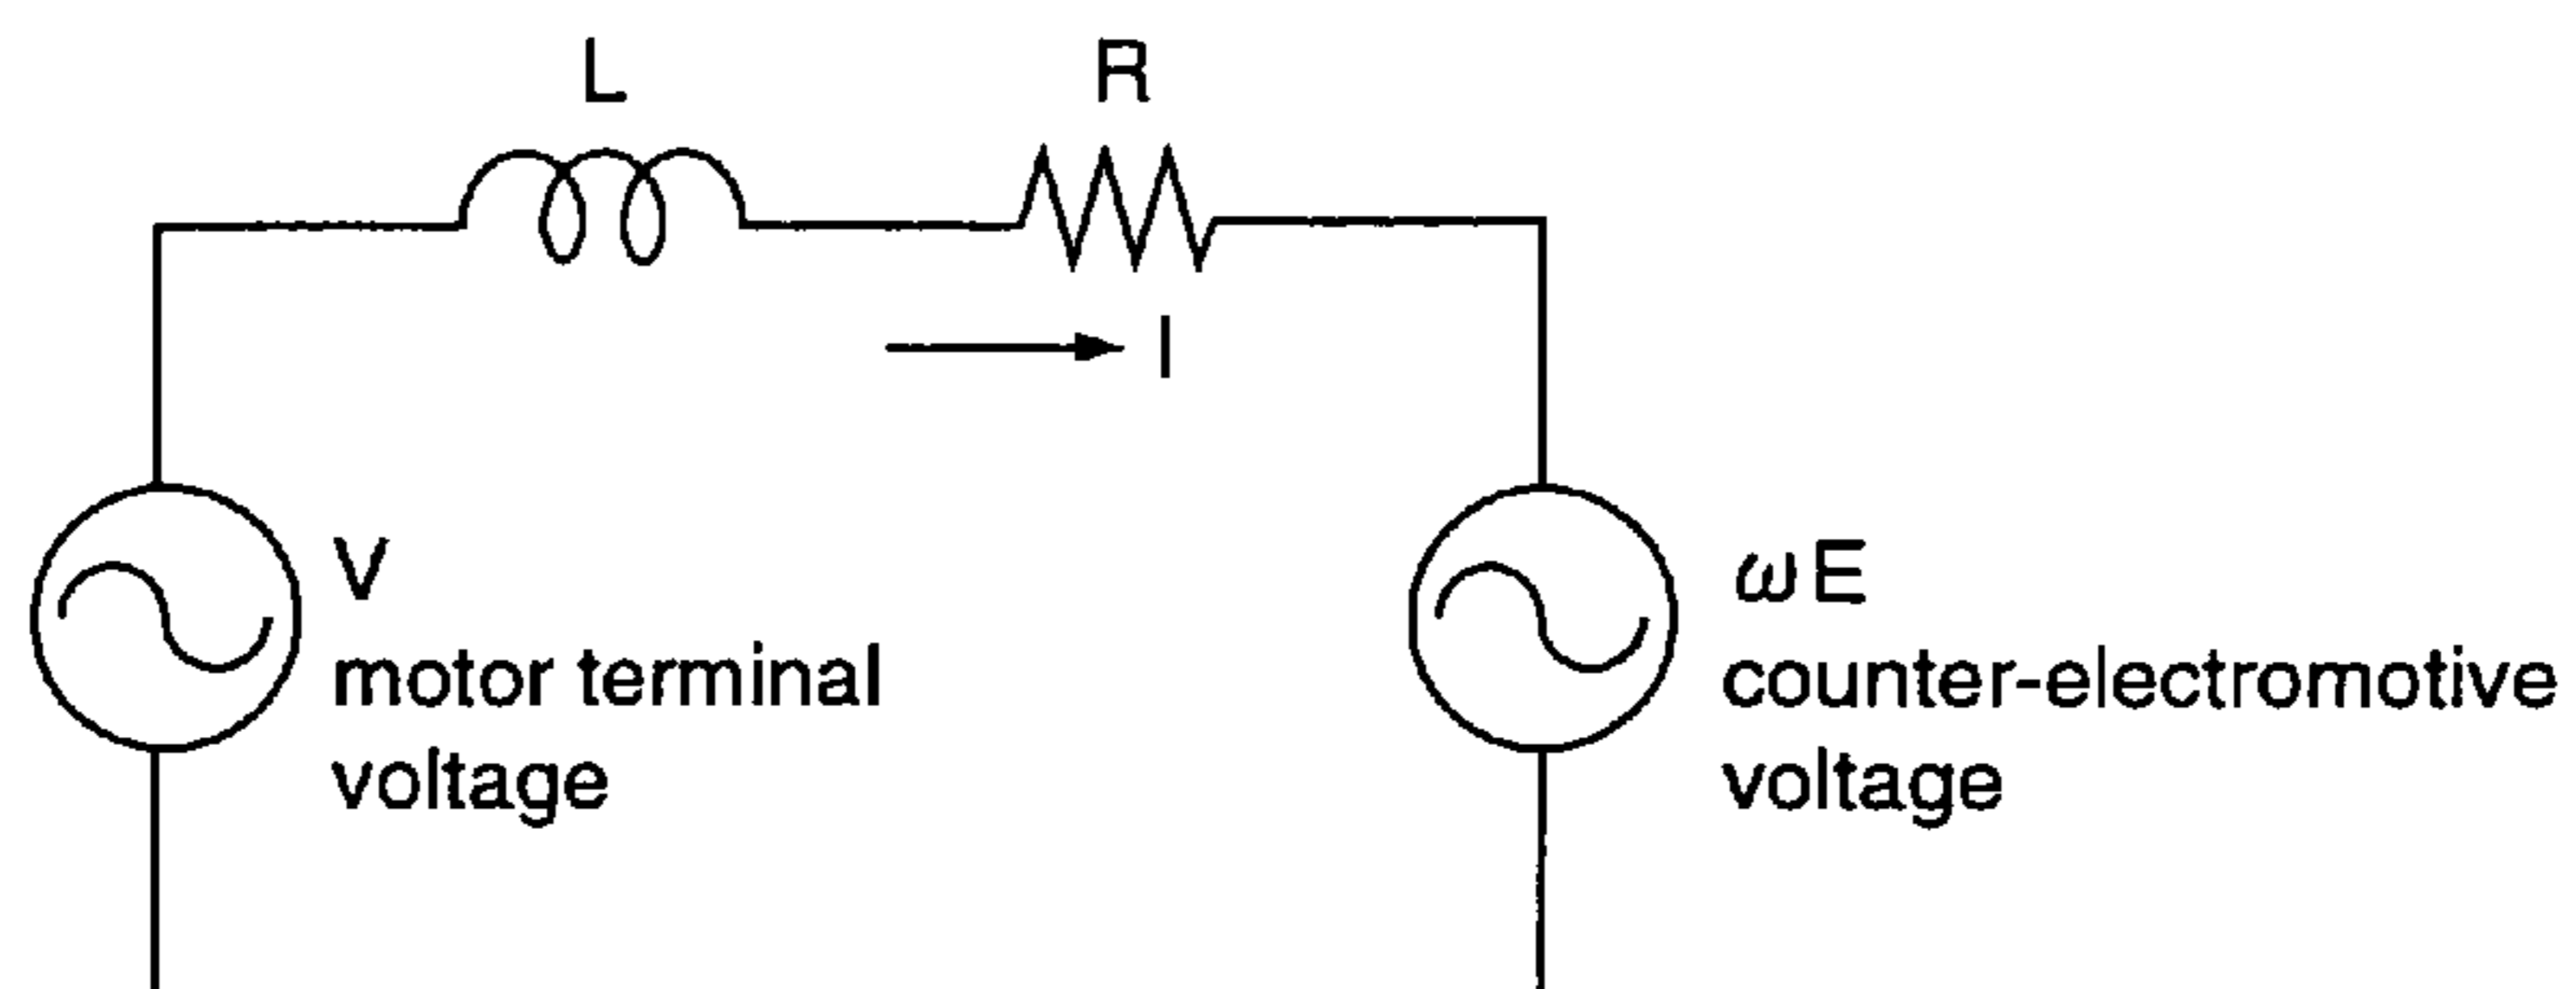 L
R
I
V
motor terminal
voltage
ωE
counter-electromotive
voltage